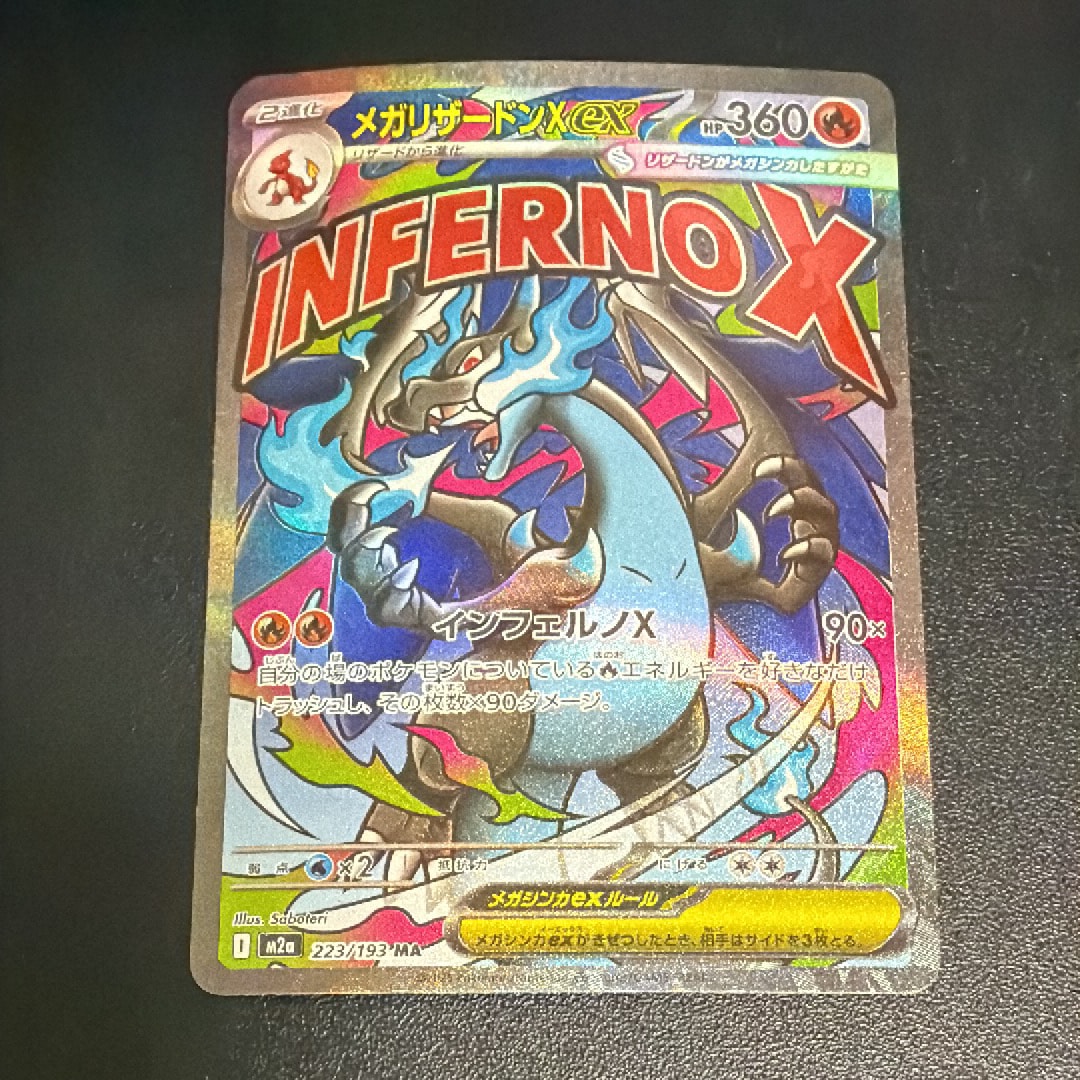 2進化
メガリザードンXex
HP360
リザードから進化
リザードンがメガシンカしたすがた
INFERNO X
インフェルノX 90×
自分の場のポケモンについている エネルギーを好きなだけ
トラッシュし、その枚数×90ダメージ。
弱点 ×2 抵抗力 にげる
メガシンカexルール
メガシンカexがきぜつしたとき、相手はサイドを3枚とる。
Illus. Saboteri
I m2a 223/193 MA